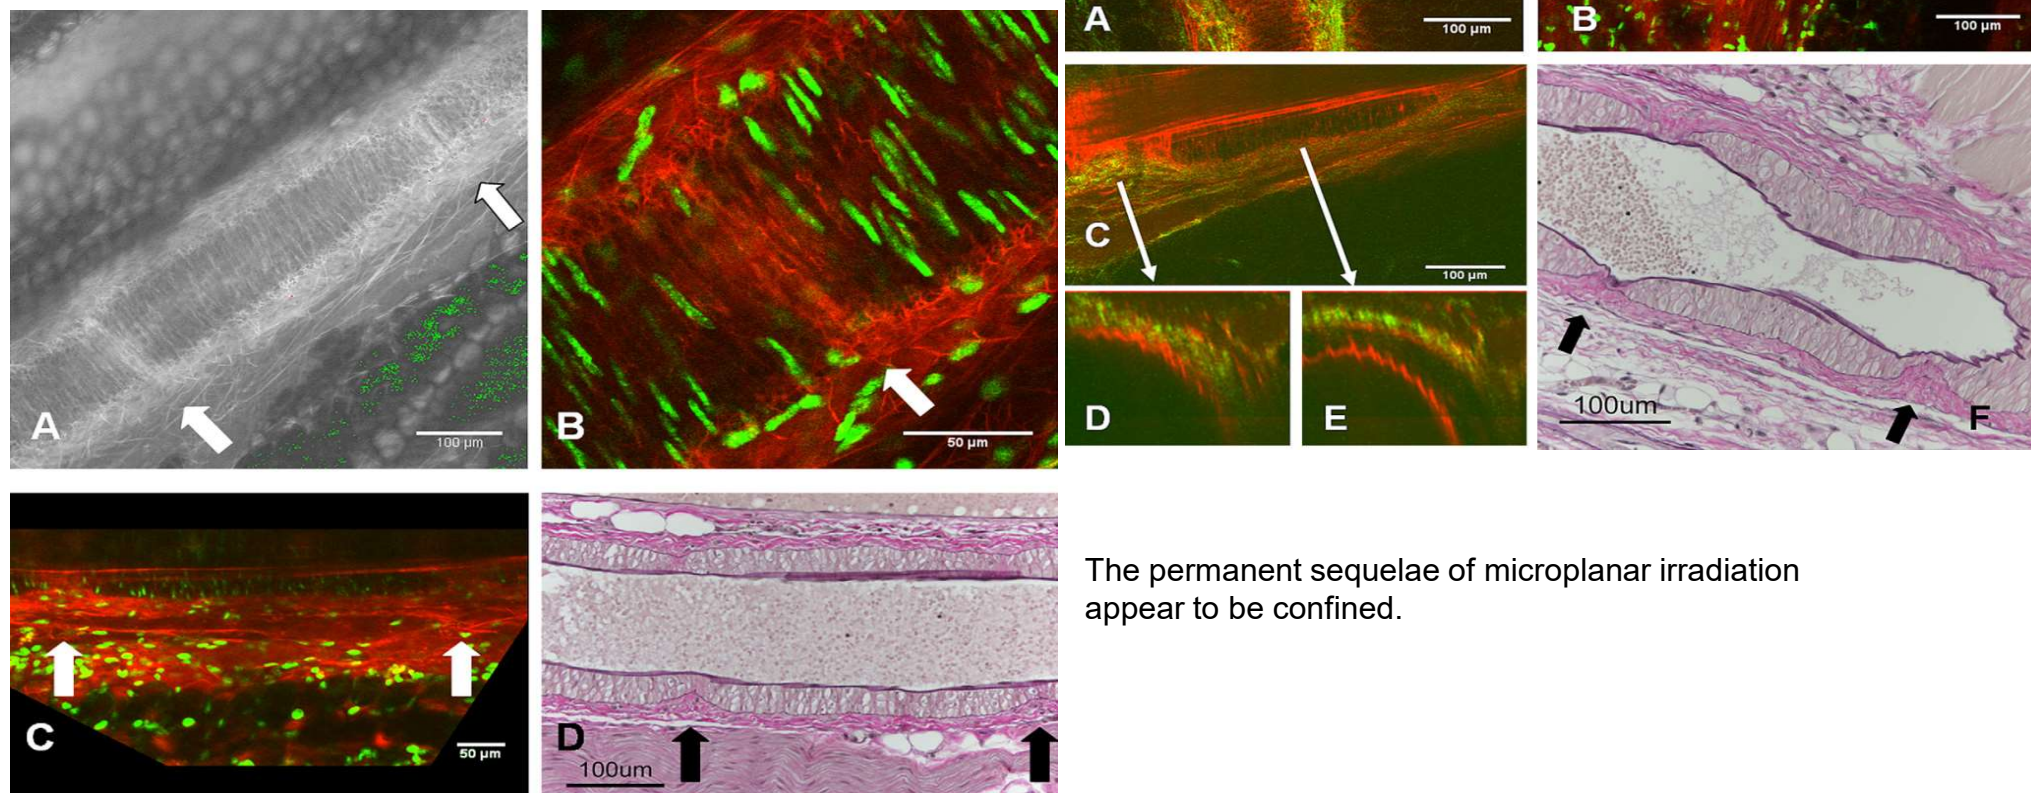 A
100 µm
B
50 µm
C
50 µm
D
100um
A
100 µm
B
100 µm
C
100 µm
D
E
F
100um
The permanent sequelae of microplanar irradiation
appear to be confined.